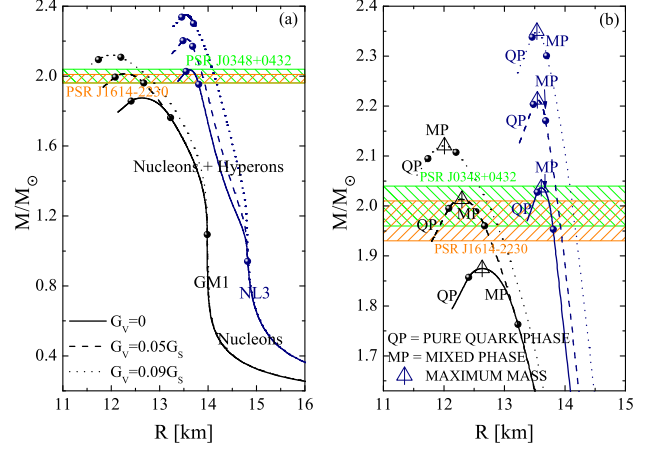 (a)
PSR J0348+0432
PSR J1614-2230
Nucleons + Hyperons
GM1
NL3
Nucleons
G_V=0
G_V=0.05G_S
G_V=0.09G_S
M/M☉
2.0
1.6
1.2
0.8
0.4
11 12 13 14 15 16
R [km]
(b)
QP MP
QP MP
QP MP
PSR J0348+0432
QP MP
QP MP
PSR J1614-2230
QP MP
QP = PURE QUARK PHASE
MP = MIXED PHASE
MAXIMUM MASS
M/M☉
2.4
2.3
2.2
2.1
2.0
1.9
1.8
1.7
11 12 13 14 15
R [km]